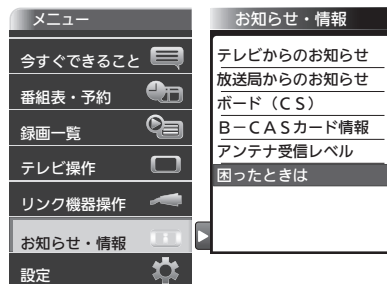 メニュー
今すぐできること
番組表・予約
録画一覧
テレビ操作
リンク機器操作
お知らせ・情報
設定
お知らせ・情報
テレビからのお知らせ
放送局からのお知らせ
ボード（ＣＳ）
Ｂ－ＣＡＳカード情報
アンテナ受信レベル
困ったときは